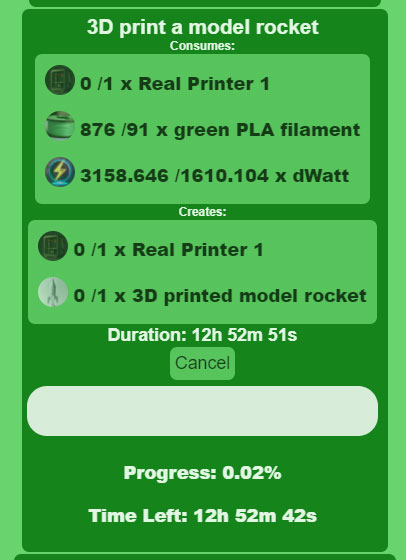 3D print a model rocket
Consumes:
0 /1 x Real Printer 1
876 /91 x green PLA filament
3158.646 /1610.104 x dWatt
Creates:
0 /1 x Real Printer 1
0 /1 x 3D printed model rocket
Duration: 12h 52m 51s
Cancel
Progress: 0.02%
Time Left: 12h 52m 42s